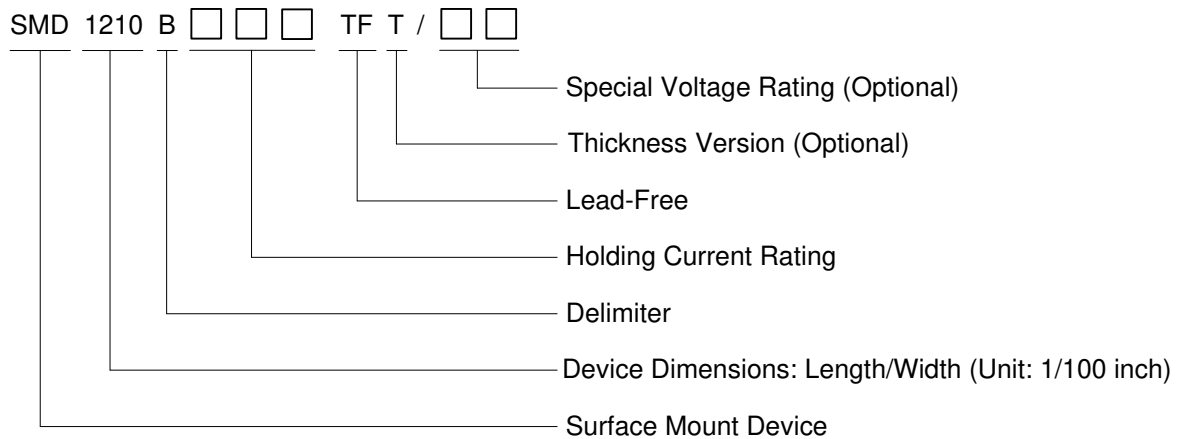 SMD 1210 B □ □ □ TF T / □ □
Special Voltage Rating (Optional)
Thickness Version (Optional)
Lead-Free
Holding Current Rating
Delimiter
Device Dimensions: Length/Width (Unit: 1/100 inch)
Surface Mount Device